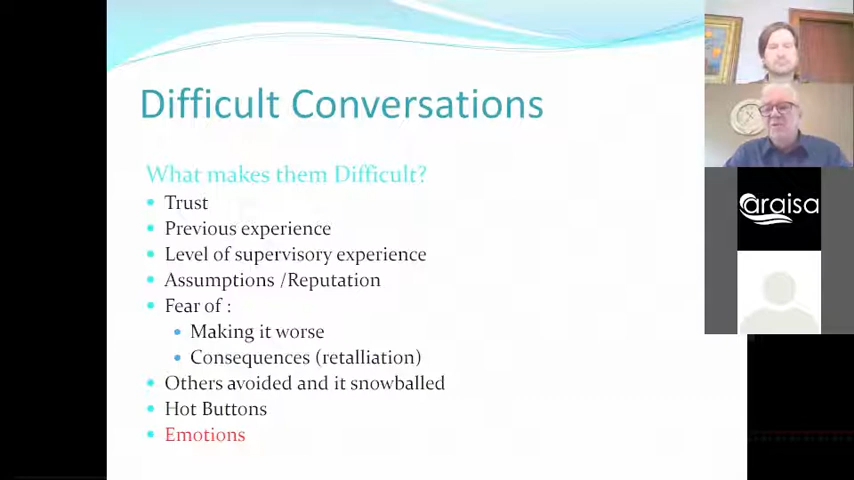 Difficult Conversations
What makes them Difficult?
Trust
Previous experience
Level of supervisory experience
Assumptions /Reputation
Fear of :
Making it worse
Consequences (retalliation)
Others avoided and it snowballed
Hot Buttons
Emotions
araisa